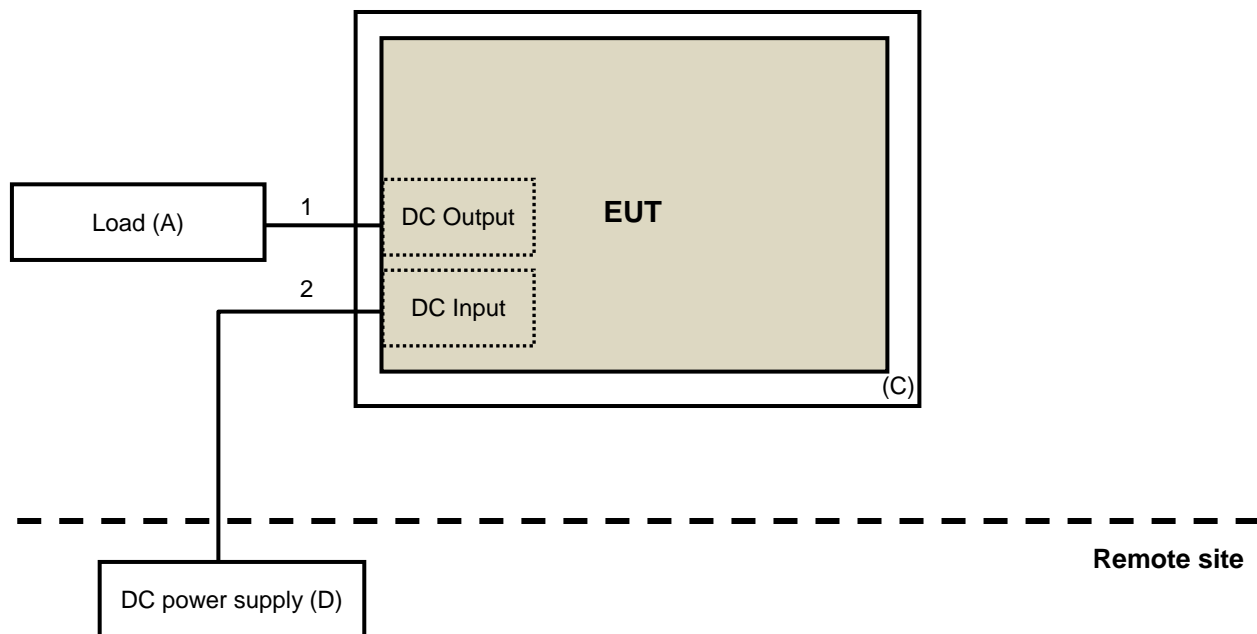 Load (A)
1
DC Output
EUT
2
DC Input
(C)
Remote site
DC power supply (D)